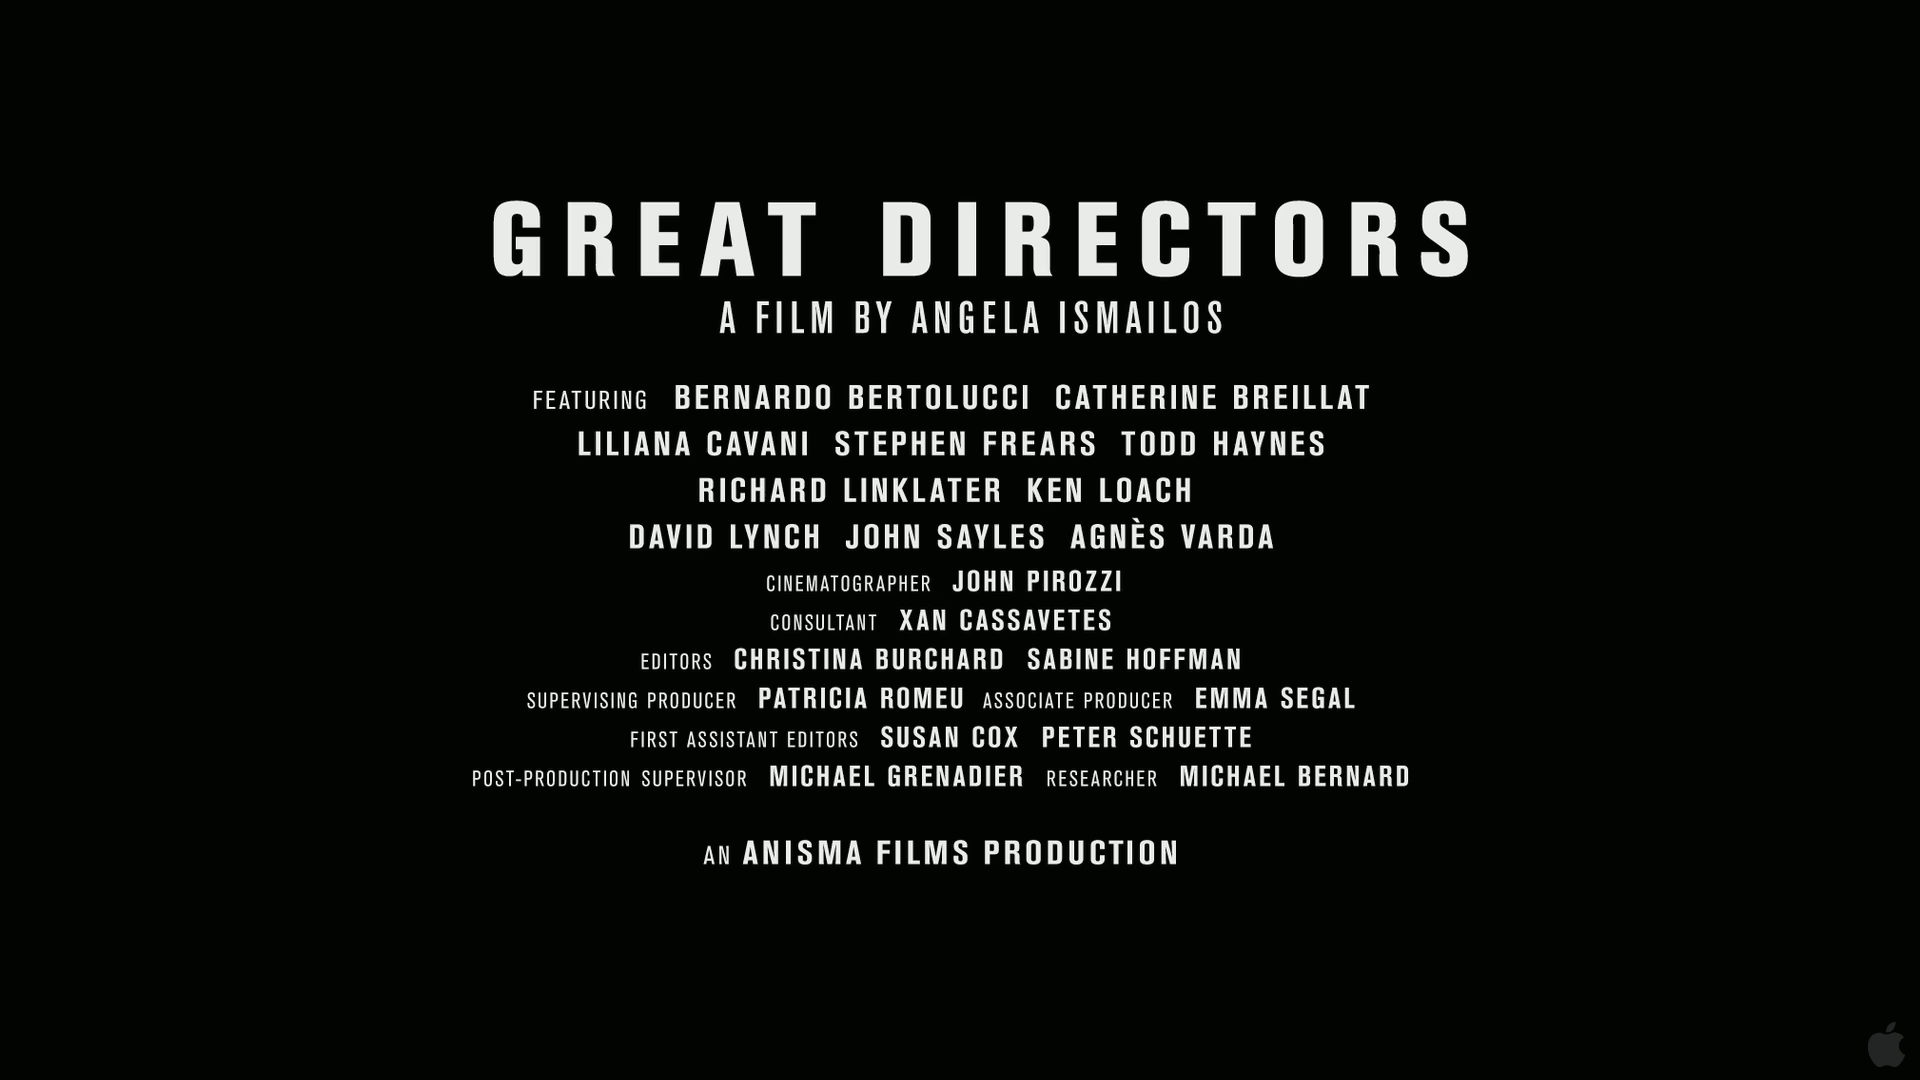 GREAT DIRECTORS
A FILM BY ANGELA ISMAILOS
FEATURING BERNARDO BERTOLUCCI CATHERINE BREILLAT
LILIANA CAVANI STEPHEN FREARS TODD HAYNES
RICHARD LINKLATER KEN LOACH
DAVID LYNCH JOHN SAYLES AGNÈS VARDA
CINEMATOGRAPHER JOHN PIROZZI
CONSULTANT XAN CASSAVETES
EDITORS CHRISTINA BURCHARD SABINE HOFFMAN
SUPERVISING PRODUCER PATRICIA ROMEU ASSOCIATE PRODUCER EMMA SEGAL
FIRST ASSISTANT EDITORS SUSAN COX PETER SCHUETTE
POST-PRODUCTION SUPERVISOR MICHAEL GRENADIER RESEARCHER MICHAEL BERNARD
AN ANISMA FILMS PRODUCTION